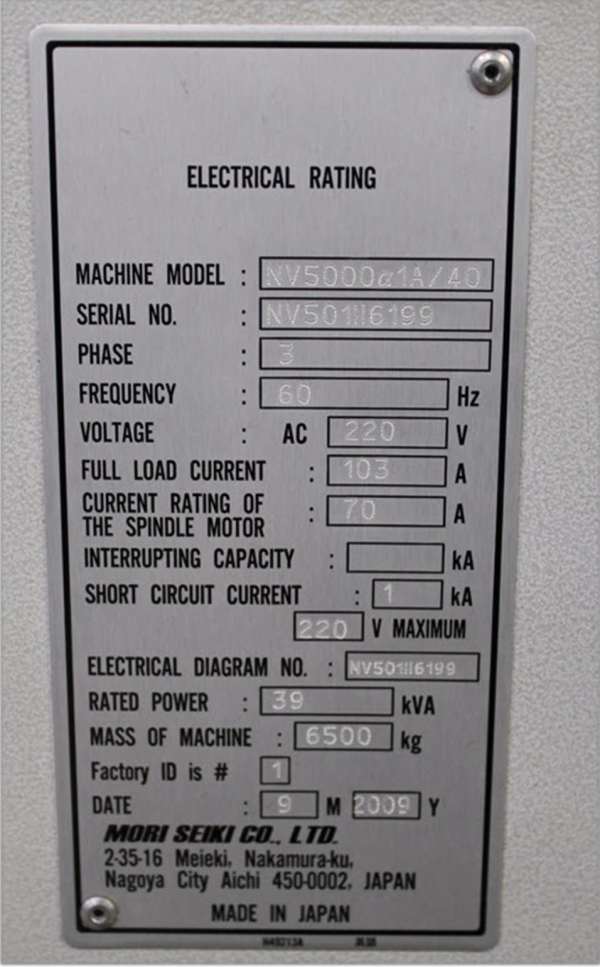 ELECTRICAL RATING
MACHINE MODEL : NV5000α1A/40
SERIAL NO. :
PHASE : 3
FREQUENCY : 60 Hz
VOLTAGE : AC 220 V
FULL LOAD CURRENT : 103 A
CURRENT RATING OF
THE SPINDLE MOTOR : 70 A
INTERRUPTING CAPACITY : kA
SHORT CIRCUIT CURRENT : 1 kA
220 V MAXIMUM
ELECTRICAL DIAGRAM NO. :
RATED POWER : 39 kVA
MASS OF MACHINE : 6500 kg
Factory ID is # 1
DATE : 9 M 2009 Y
MORI SEIKI CO., LTD.
2-35-16 Meieki, Nakamura-ku,
Nagoya City Aichi 450-0002, JAPAN
MADE IN JAPAN